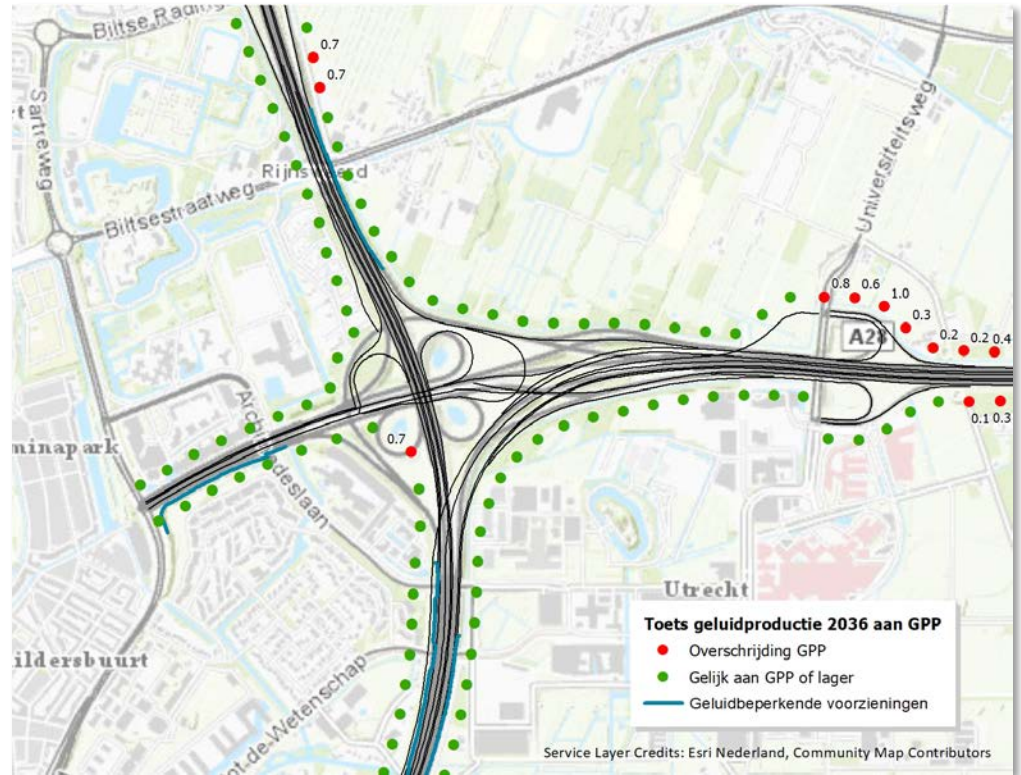 Biltse Rading
0.7
0.7
Sartreweg
Rijnsweerd
Biltsestraatweg
Universiteitsweg
0.8
0.6
1.0
0.3
A28
0.2
0.2
0.4
0.1
0.3
0.7
minapark
Archimedeslaan
Utrecht
ildersbuurt
ot-de-Wetenschap
Toets geluidproductie 2036 aan GPP
Overschrijding GPP
Gelijk aan GPP of lager
Geluidbeperkende voorzieningen
Service Layer Credits: Esri Nederland, Community Map Contributors